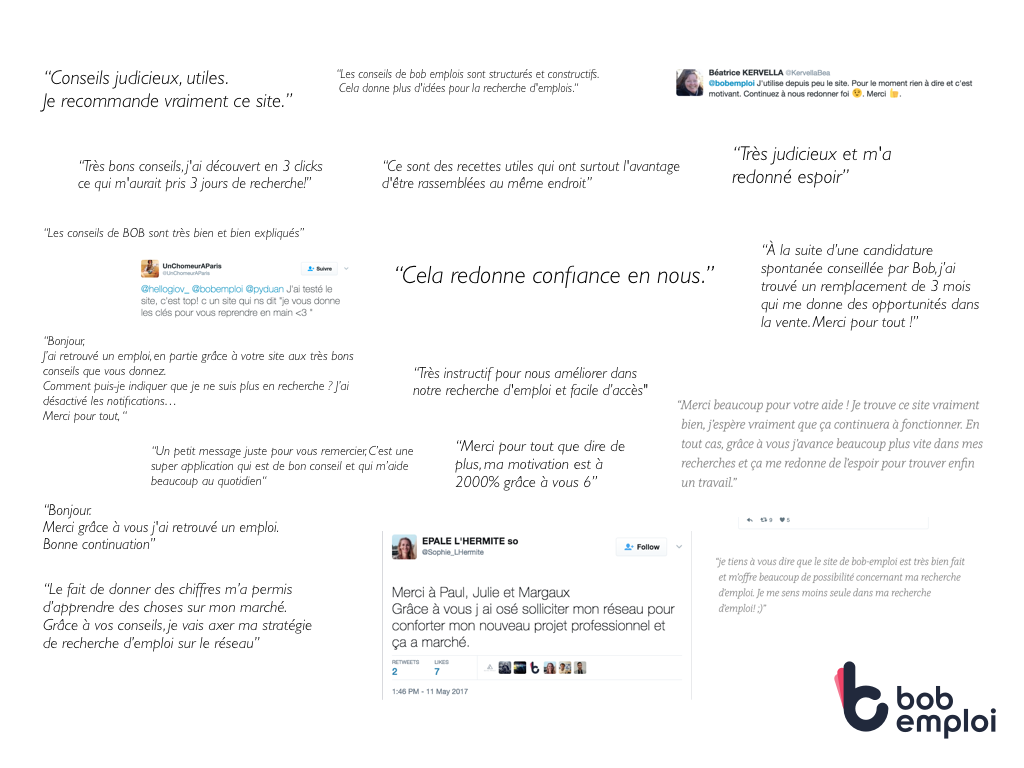 “Conseils judicieux, utiles.
Je recommande vraiment ce site.”
“Les conseils de bob emplois sont structurés et constructifs.
Cela donne plus d'idées pour la recherche d'emplois.“
Béatrice KERVELLA @KervellaBea
@bobemploi J'utilise depuis peu le site. Pour le moment rien à dire et c'est
motivant. Continuez à nous redonner foi 😌. Merci 👍.
“Très bons conseils, j'ai découvert en 3 clicks
ce qui m'aurait pris 3 jours de recherche!”
“Ce sont des recettes utiles qui ont surtout l'avantage
d'être rassemblées au même endroit”
“Très judicieux et m'a
redonné espoir”
“Les conseils de BOB sont très bien et bien expliqués”
UnChomeurAParis
@UnChomeurAParis
Suivre
@hellogiov_ @bobemploi @pyduan J'ai testé le
site, c'est top! c un site qui ns dit "je vous donne
les clés pour vous reprendre en main <3 "
“Cela redonne confiance en nous.”
“À la suite d’une candidature
spontanée conseillée par Bob, j’ai
trouvé un remplacement de 3 mois
qui me donne des opportunités dans
la vente. Merci pour tout !”
“Bonjour,
J’ai retrouvé un emploi, en partie grâce à votre site aux très bons
conseils que vous donnez.
Comment puis-je indiquer que je ne suis plus en recherche ? J’ai
désactivé les notifications…
Merci pour tout, “
“Très instructif pour nous améliorer dans
notre recherche d'emploi et facile d'accès"
“Merci beaucoup pour votre aide ! Je trouve ce site vraiment
bien, j’espère vraiment que ça continuera à fonctionner. En
tout cas, grâce à vous j’avance beaucoup plus vite dans mes
recherches et ça me redonne de l’espoir pour trouver enfin
un travail.”
“Un petit message juste pour vous remercier, C’est une
super application qui est de bon conseil et qui m’aide
beaucoup au quotidien“
“Merci pour tout que dire de
plus, ma motivation est à
2000% grâce à vous 6”
“Bonjour.
Merci grâce à vous j'ai retrouvé un emploi.
Bonne continuation”
9 5
EPALE L'HERMITE so
@Sophie_LHermite
Follow
Merci à Paul, Julie et Margaux
Grâce à vous j ai osé solliciter mon réseau pour
conforter mon nouveau projet professionnel et
ça a marché.
RETWEETS LIKES
2 7
1:46 PM - 11 May 2017
“je tiens à vous dire que le site de bob-emploi est très bien fait
et m’offre beaucoup de possibilité concernant ma recherche
d’emploi. Je me sens moins seule dans ma recherche
d’emploi! ;)”
“Le fait de donner des chiffres m’a permis
d’apprendre des choses sur mon marché.
Grâce à vos conseils, je vais axer ma stratégie
de recherche d’emploi sur le réseau”
bob
emploi